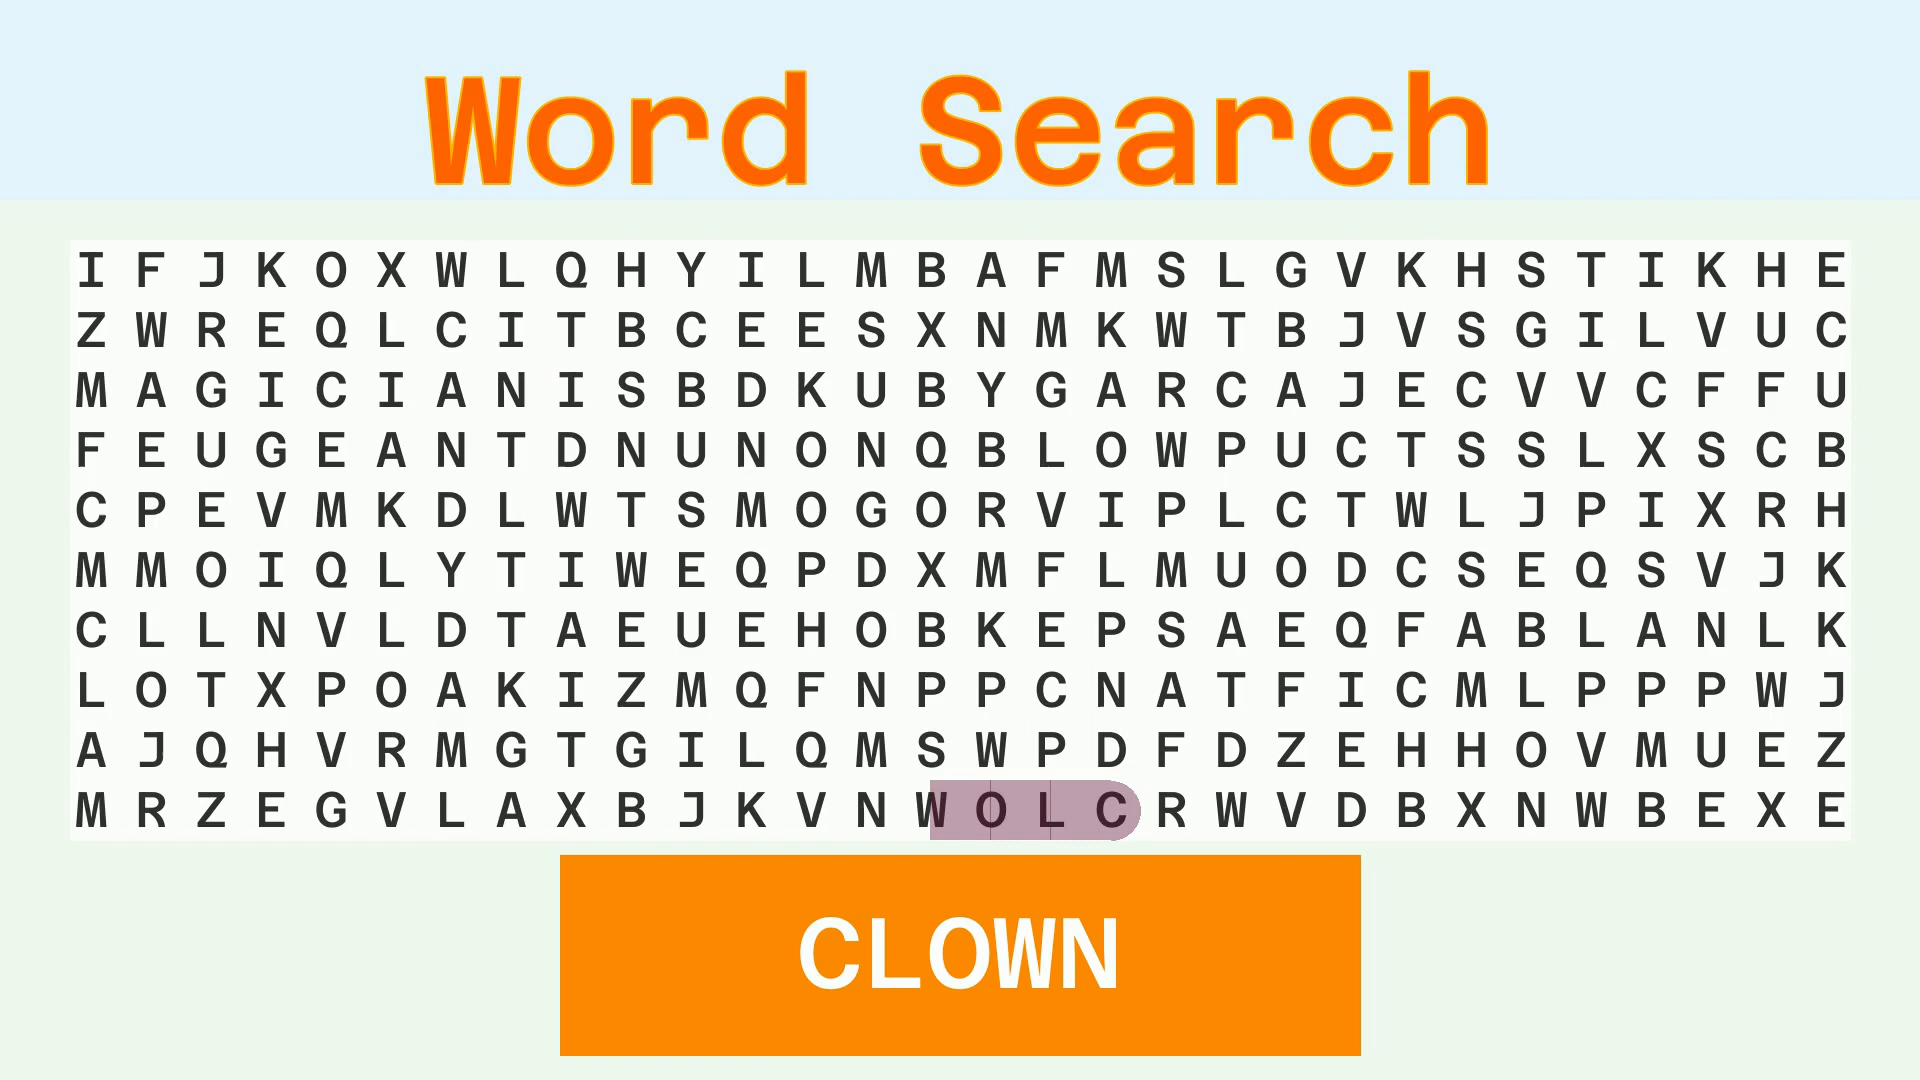 Word Search
I F J K O X W L Q H Y I L M B A F M S L G V K H S T I K H E
Z W R E Q L C I T B C E E S X N M K W T B J V S G I L V U C
M A G I C I A N I S B D K U B Y G A R C A J E C V V C F F U
F E U G E A N T D N U N O N Q B L O W P U C T S S L X S C B
C P E V M K D L W T S M O G O R V I P L C T W L J P I X R H
M M O I Q L Y T I W E Q P D X M F L M U O D C S E Q S V J K
C L L N V L D T A E U E H O B K E P S A E Q F A B L A N L K
L O T X P O A K I Z M Q F N P P C N A T F I C M L P P P W J
A J Q H V R M G T G I L Q M S W P D F D Z E H H O V M U E Z
M R Z E G V L A X B J K V N W O L C R W V D B X N W B E X E
CLOWN